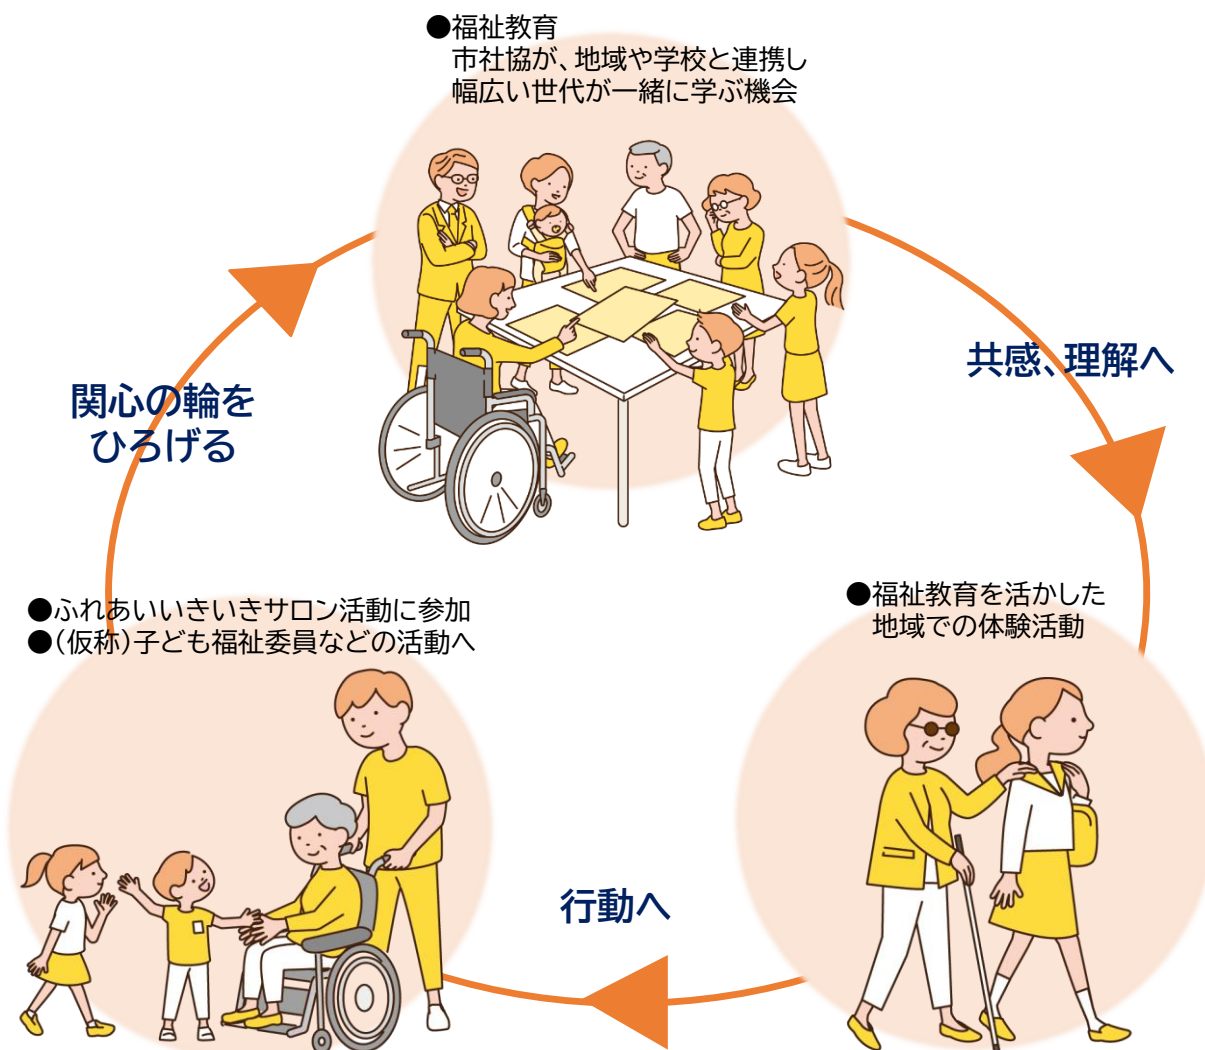 ●福祉教育
市社協が、地域や学校と連携し
幅広い世代が一緒に学ぶ機会
共感、理解へ
関心の輪を
ひろげる
●ふれあいいきいきサロン活動に参加
●(仮称)子ども福祉委員などの活動へ
●福祉教育を活かした
地域での体験活動
行動へ